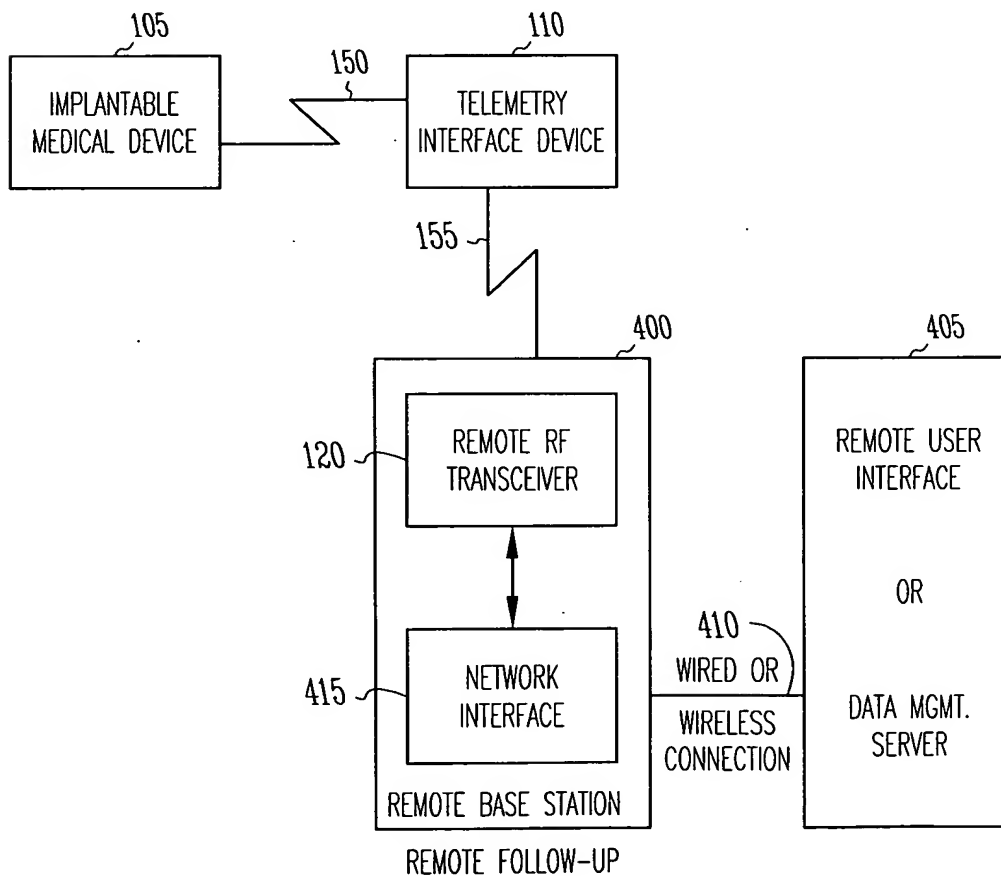 105
110
150
IMPLANTABLE
MEDICAL DEVICE
TELEMETRY
INTERFACE DEVICE
155
400
405
120
REMOTE RF
TRANSCEIVER
REMOTE USER
INTERFACE
OR
415
NETWORK
INTERFACE
410
WIRED OR
WIRELESS
CONNECTION
DATA MGMT.
SERVER
REMOTE BASE STATION
REMOTE FOLLOW-UP